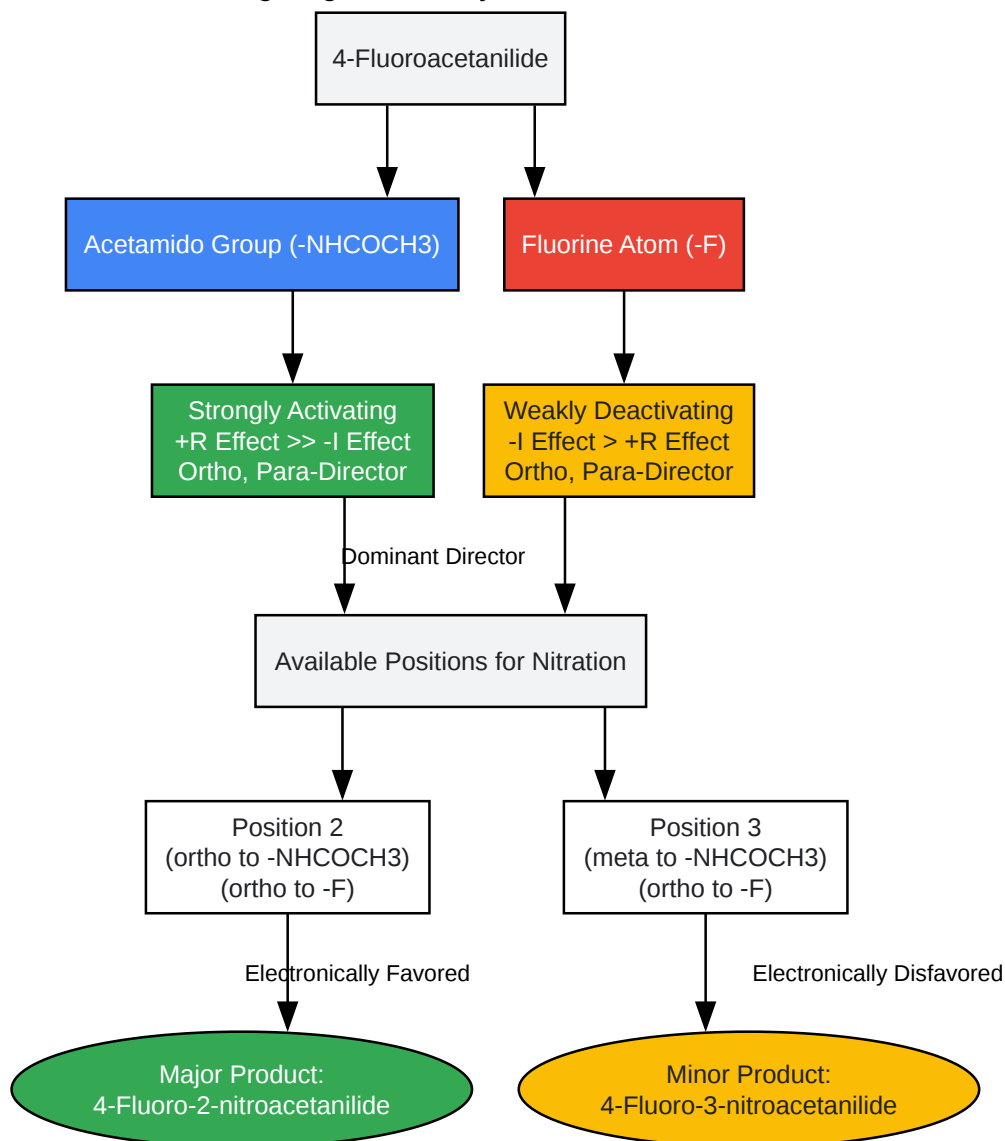 4-Fluoroacetanilide
Acetamido Group (-NHCOCH3)
Fluorine Atom (-F)
Strongly Activating
+R Effect >> -I Effect
Ortho, Para-Director
Weakly Deactivating
-I Effect > +R Effect
Ortho, Para-Director
Dominant Director
Available Positions for Nitration
Position 2
(ortho to -NHCOCH3)
(ortho to -F)
Position 3
(meta to -NHCOCH3)
(ortho to -F)
Electronically Favored
Electronically Disfavored
Major Product:
4-Fluoro-2-nitroacetanilide
Minor Product:
4-Fluoro-3-nitroacetanilide